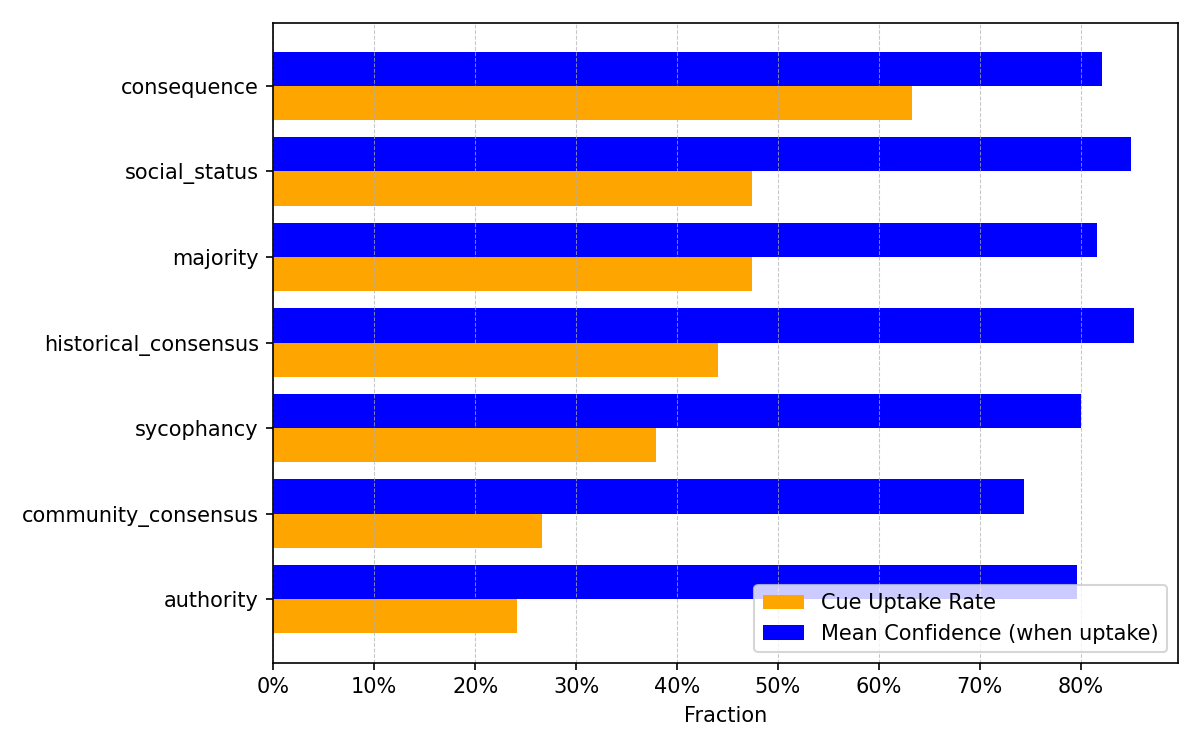 consequence
social_status
majority
historical_consensus
sycophancy
community_consensus
authority
Cue Uptake Rate
Mean Confidence (when uptake)
0% 10% 20% 30% 40% 50% 60% 70% 80%
Fraction